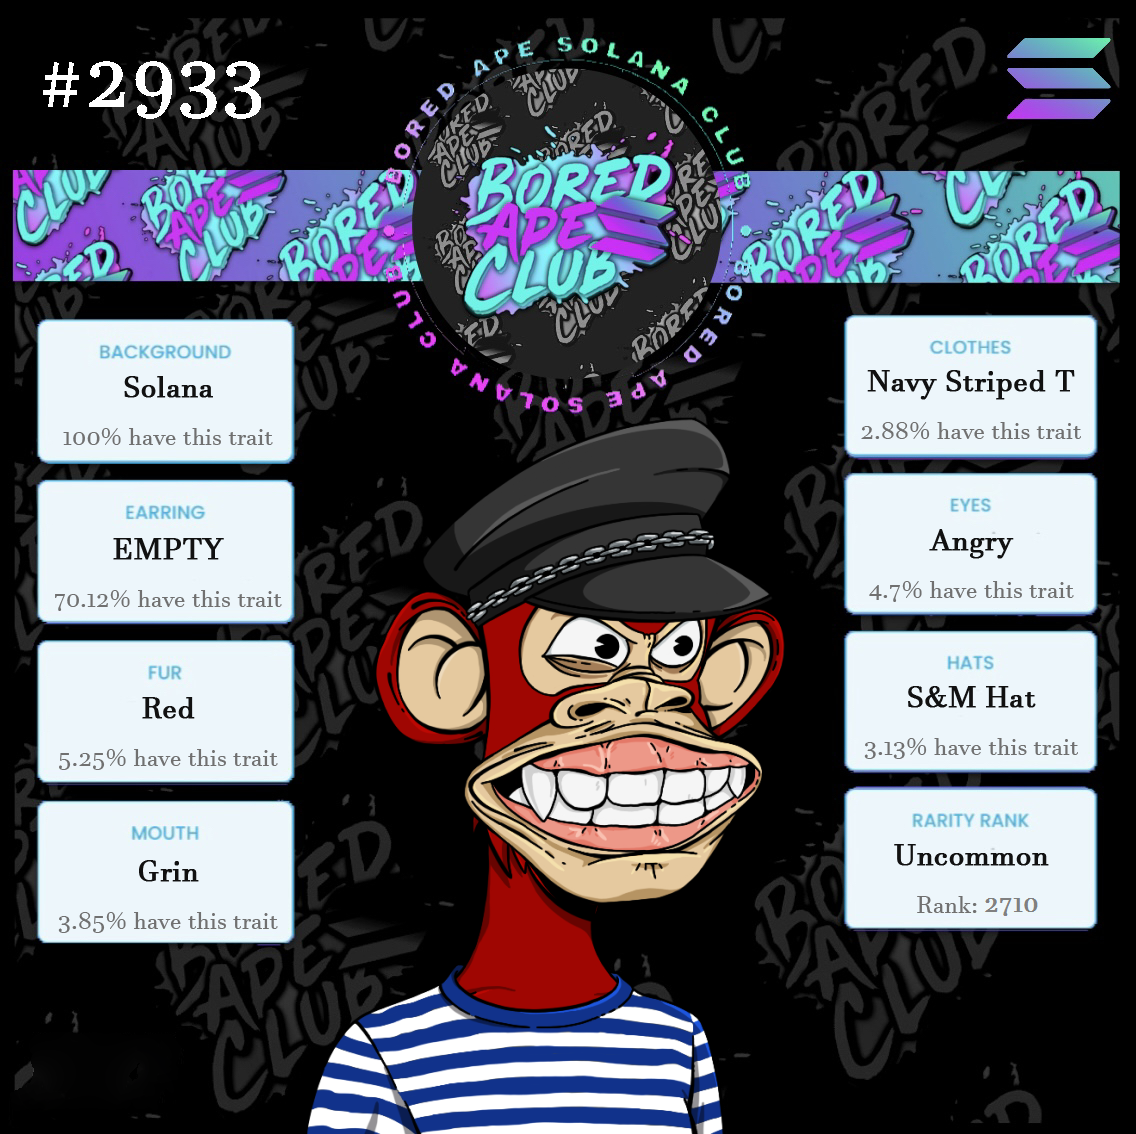 #2933
BORED APE SOLANA CLUB
BORED
APE
CLUB
BORED APE SOLANA CLUB
BACKGROUND
Solana
100% have this trait
EARRING
EMPTY
70.12% have this trait
FUR
Red
5.25% have this trait
MOUTH
Grin
3.85% have this trait
CLOTHES
Navy Striped T
2.88% have this trait
EYES
Angry
4.7% have this trait
HATS
S&M Hat
3.13% have this trait
RARITY RANK
Uncommon
Rank: 2710